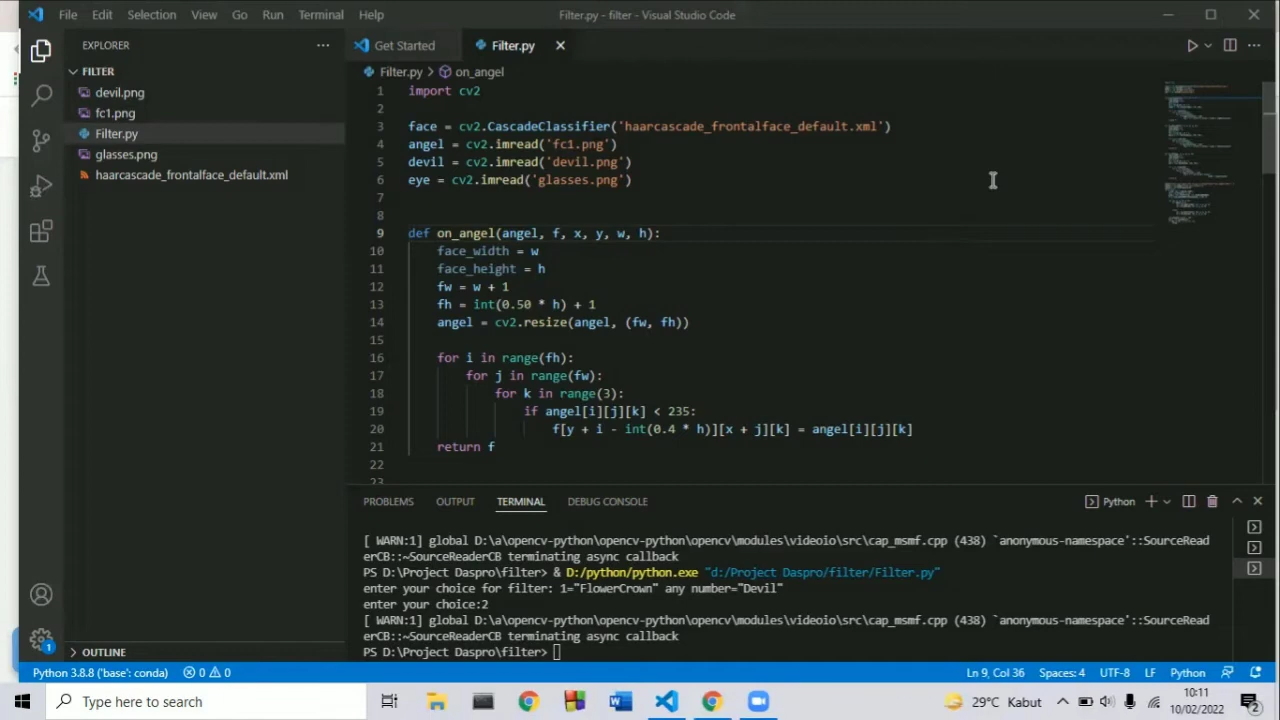 File Edit Selection View Go Run Terminal Help Filter.py - filter - Visual Studio Code
EXPLORER
FILTER
devil.png
fc1.png
Filter.py
glasses.png
haarcascade_frontalface_default.xml
OUTLINE
Get Started Filter.py
Filter.py > on_angel
1 import cv2
2
3 face = cv2.CascadeClassifier('haarcascade_frontalface_default.xml')
4 angel = cv2.imread('fc1.png')
5 devil = cv2.imread('devil.png')
6 eye = cv2.imread('glasses.png')
7
8
9 def on_angel(angel, f, x, y, w, h):
10 face_width = w
11 face_height = h
12 fw = w + 1
13 fh = int(0.50 * h) + 1
14 angel = cv2.resize(angel, (fw, fh))
15
16 for i in range(fh):
17 for j in range(fw):
18 for k in range(3):
19 if angel[i][j][k] < 235:
20 f[y + i - int(0.4 * h)][x + j][k] = angel[i][j][k]
21 return f
22
23
PROBLEMS OUTPUT TERMINAL DEBUG CONSOLE Python
[ WARN:1] global D:\a\opencv-python\opencv-python\opencv\modules\videoio\src\cap_msmf.cpp (438) `anonymous-namespace'::SourceRead
erCB::~SourceReaderCB terminating async callback
PS D:\Project Daspro\filter> & D:/python/python.exe "d:/Project Daspro/filter/Filter.py"
enter your choice for filter: 1="FlowerCrown" any number="Devil"
enter your choice:2
[ WARN:1] global D:\a\opencv-python\opencv-python\opencv\modules\videoio\src\cap_msmf.cpp (438) `anonymous-namespace'::SourceRead
erCB::~SourceReaderCB terminating async callback
PS D:\Project Daspro\filter>
1
Python 3.8.8 ('base': conda) 0 0 Ln 9, Col 36 Spaces: 4 UTF-8 LF Python
Type here to search 29°C Kabut 10:11
10/02/2022
2